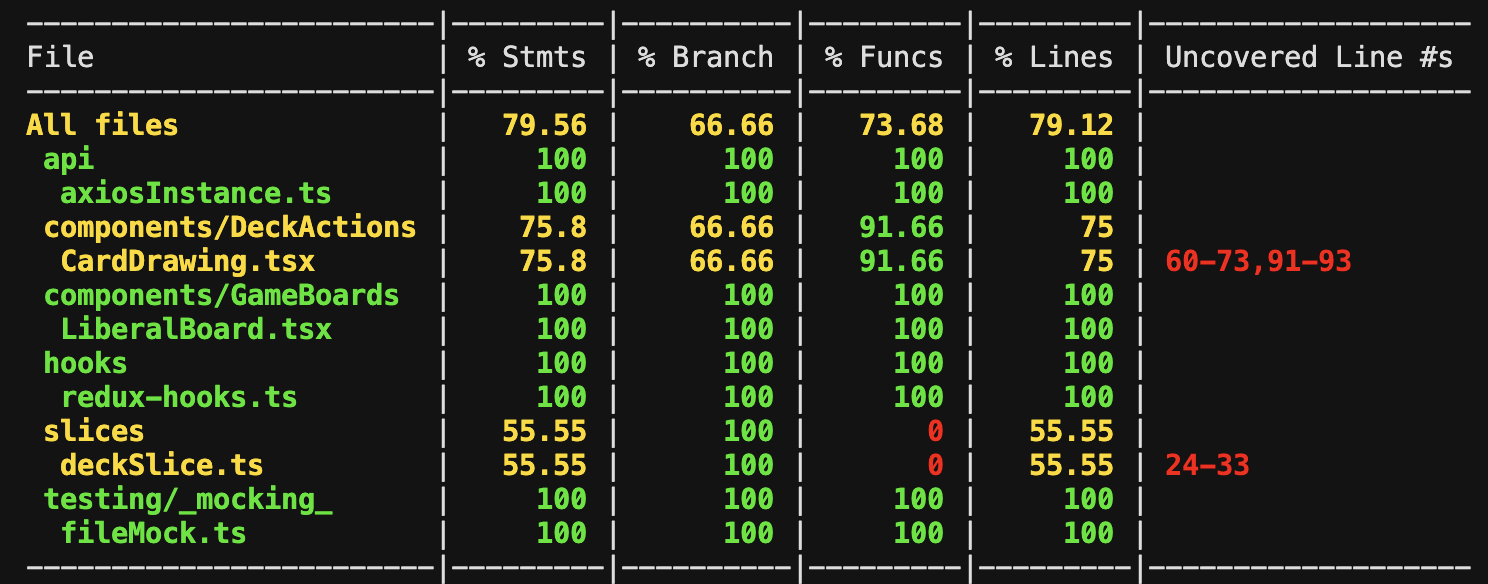 File | % Stmts | % Branch | % Funcs | % Lines | Uncovered Line #s
All files | 79.56 | 66.66 | 73.68 | 79.12 |
api | 100 | 100 | 100 | 100 |
axiosInstance.ts | 100 | 100 | 100 | 100 |
components/DeckActions | 75.8 | 66.66 | 91.66 | 75 |
CardDrawing.tsx | 75.8 | 66.66 | 91.66 | 75 | 60-73,91-93
components/GameBoards | 100 | 100 | 100 | 100 |
LiberalBoard.tsx | 100 | 100 | 100 | 100 |
hooks | 100 | 100 | 100 | 100 |
redux-hooks.ts | 100 | 100 | 100 | 100 |
slices | 55.55 | 100 | 0 | 55.55 |
deckSlice.ts | 55.55 | 100 | 0 | 55.55 | 24-33
testing/_mocking_ | 100 | 100 | 100 | 100 |
fileMock.ts | 100 | 100 | 100 | 100 |